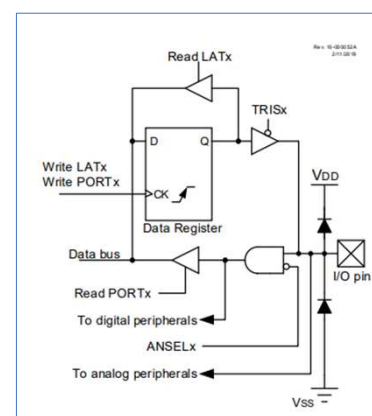 Read LATx
TRISx
D Q
VDD
Write LATx
Write PORTx
CK
Data Register
Data bus
I/O pin
Read PORTx
To digital peripherals
ANSELx
To analog peripherals
VSS